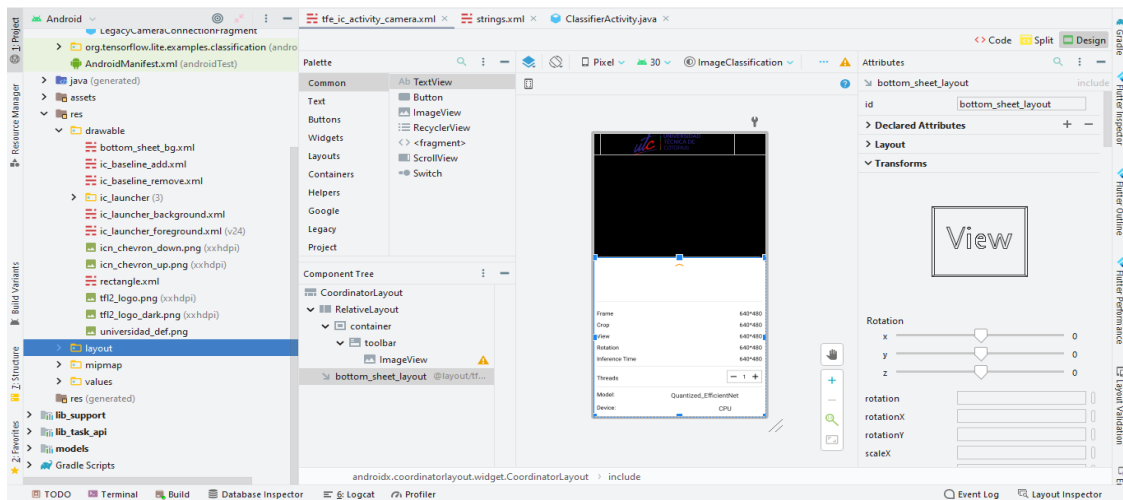 Android
tfe_ic_activity_camera.xml
strings.xml
ClassifierActivity.java
1: Project
Resource Manager
Build Variants
7: Structure
2: Favorites
LegacyCameraConnectionFragment
org.tensorflow.lite.examples.classification (andro
AndroidManifest.xml (androidTest)
java (generated)
assets
res
drawable
bottom_sheet_bg.xml
ic_baseline_add.xml
ic_baseline_remove.xml
ic_launcher (3)
ic_launcher_background.xml
ic_launcher_foreground.xml (v24)
icn_chevron_down.png (xxhdpi)
icn_chevron_up.png (xxhdpi)
rectangle.xml
tfl2_logo.png (xxhdpi)
tfl2_logo_dark.png (xxhdpi)
universidad_def.png
layout
mipmap
values
res (generated)
lib_support
lib_task_api
models
Gradle Scripts
Code Split Design
Palette
Common
Text
Buttons
Widgets
Layouts
Containers
Helpers
Google
Legacy
Project
Ab TextView
Button
ImageView
RecyclerView
<fragment>
ScrollView
Switch
Component Tree
CoordinatorLayout
RelativeLayout
container
toolbar
ImageView
bottom_sheet_layout @layout/tf...
Pixel 30 ImageClassification ...
utc UNIVERSIDAD
TÉCNICA DE
COTOPAXI
Frame 640*480
Crop 640*480
View 640*480
Rotation 640*480
Inference Time 640*480
Threads - 1 +
Model: Quantized_EfficientNet
Device: CPU
Attributes
bottom_sheet_layout include
id bottom_sheet_layout
Declared Attributes
Layout
Transforms
View
Rotation
x 0
y 0
z 0
rotation
rotationX
rotationY
scaleX
Gradle
Flutter Inspector
Flutter Outline
Flutter Performance
Layout Validation
androidx.coordinatorlayout.widget.CoordinatorLayout > include
TODO Terminal Build Database Inspector 6: Logcat Profiler Event Log Layout Inspector